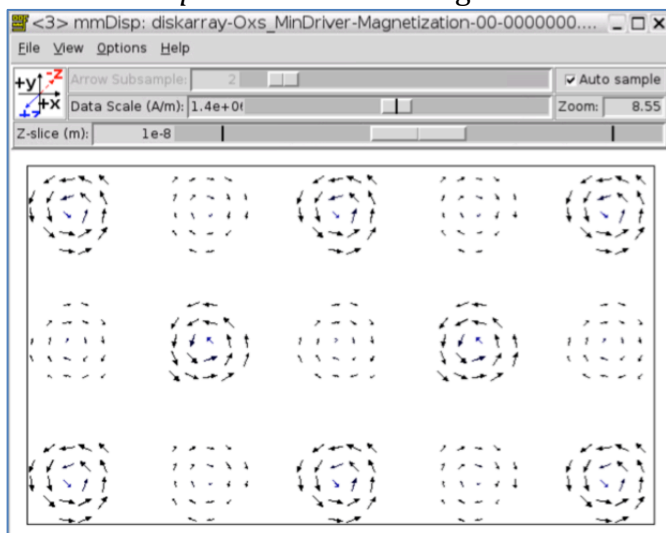 <3> mmDisp: diskarray-Oxs_MinDriver-Magnetization-00-0000000....
File View Options Help
+y -z +x +z
Arrow Subsample: 2 Auto sample
Data Scale (A/m): 1.4e+0 Zoom: 8.55
Z-slice (m): 1e-8